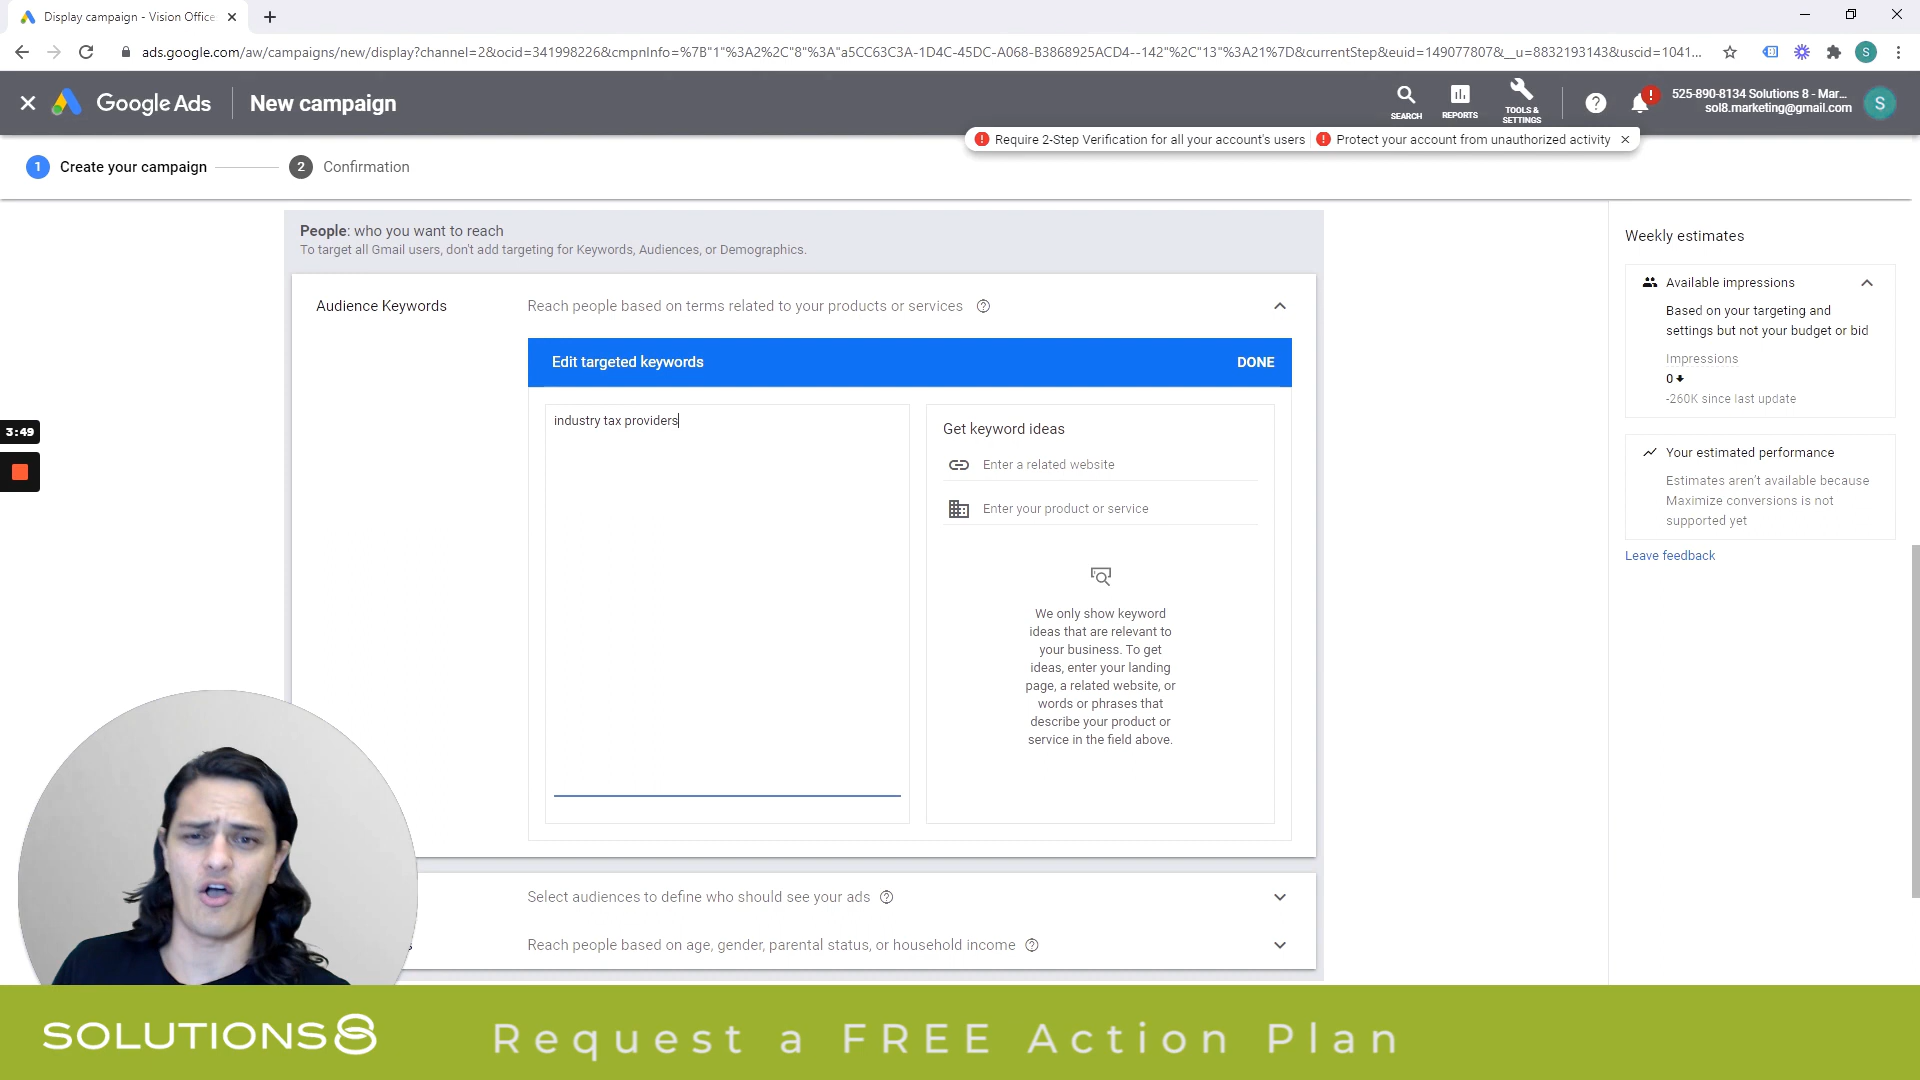 Display campaign - Vision Office
ads.google.com/aw/campaigns/new/display?channel=2&ocid=341998226&cmpnInfo=%7B"1"%3A2%2C"8"%3A"a5CC63C3A-1D4C-45DC-A068-B3868925ACD4--142"%2C"13"%3A21%7D&currentStep&euid=149077807&__u=8832193143&uscid=1041...
S
Google Ads
New campaign
SEARCH
REPORTS
TOOLS &
SETTINGS
525-890-8134 Solutions 8 - Mar...
sol8.marketing@gmail.com
S
Require 2-Step Verification for all your account's users
Protect your account from unauthorized activity
1 Create your campaign
2 Confirmation
People: who you want to reach
To target all Gmail users, don't add targeting for Keywords, Audiences, or Demographics.
Audience Keywords
Reach people based on terms related to your products or services
Edit targeted keywords
DONE
industry tax providers
Get keyword ideas
Enter a related website
Enter your product or service
We only show keyword
ideas that are relevant to
your business. To get
ideas, enter your landing
page, a related website, or
words or phrases that
describe your product or
service in the field above.
Select audiences to define who should see your ads
Reach people based on age, gender, parental status, or household income
Weekly estimates
Available impressions
Based on your targeting and
settings but not your budget or bid
Impressions
0
-260K since last update
Your estimated performance
Estimates aren't available because
Maximize conversions is not
supported yet
Leave feedback
3:49
SOLUTIONS8
Request a FREE Action Plan